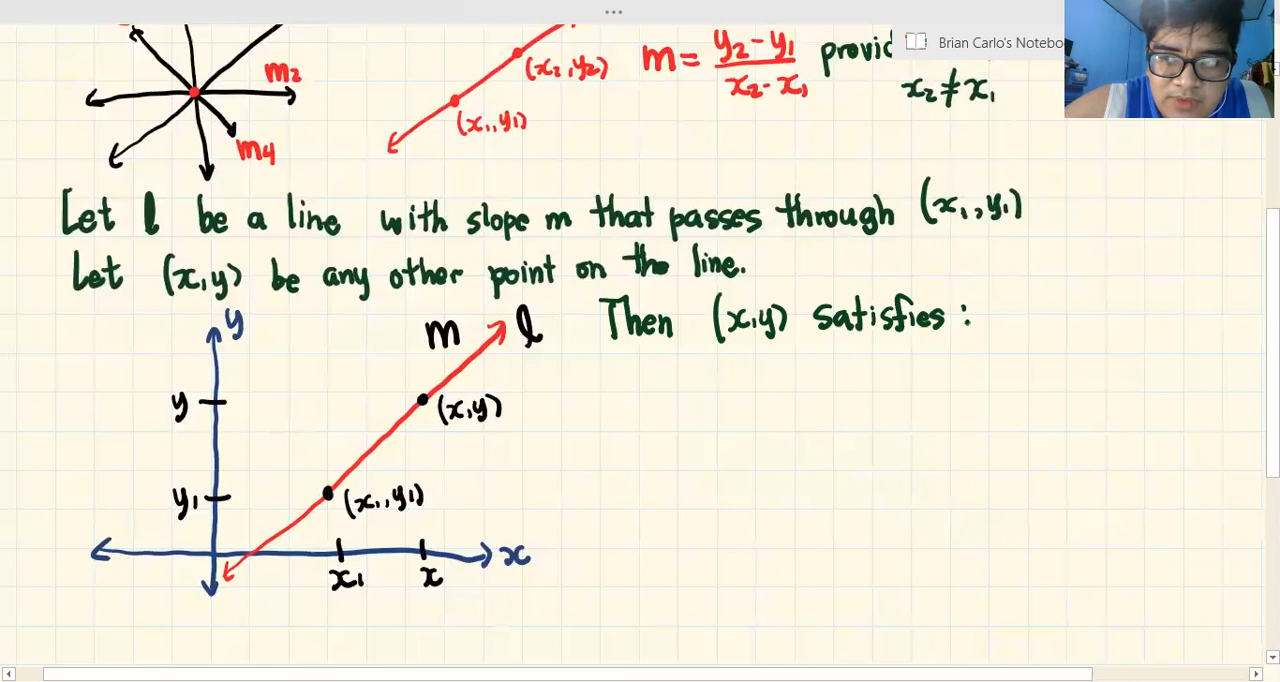 m2
m4
(x2,y2)
(x1,y1)
m = y2-y1 / x2-x1 provid
x2 ≠ x1
Brian Carlo's Notebo
Let l be a line with slope m that passes through (x1,y1)
Let (x,y) be any other point on the line.
Then (x,y) satisfies:
y
m l
y
(x,y)
y1
(x1,y1)
x
x1
x